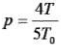 p = 4T / 5T₀